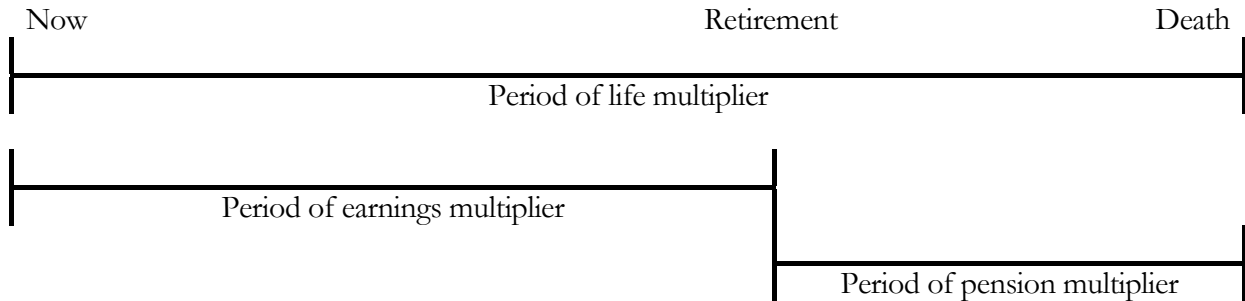 Now Retirement Death
Period of life multiplier
Period of earnings multiplier
Period of pension multiplier